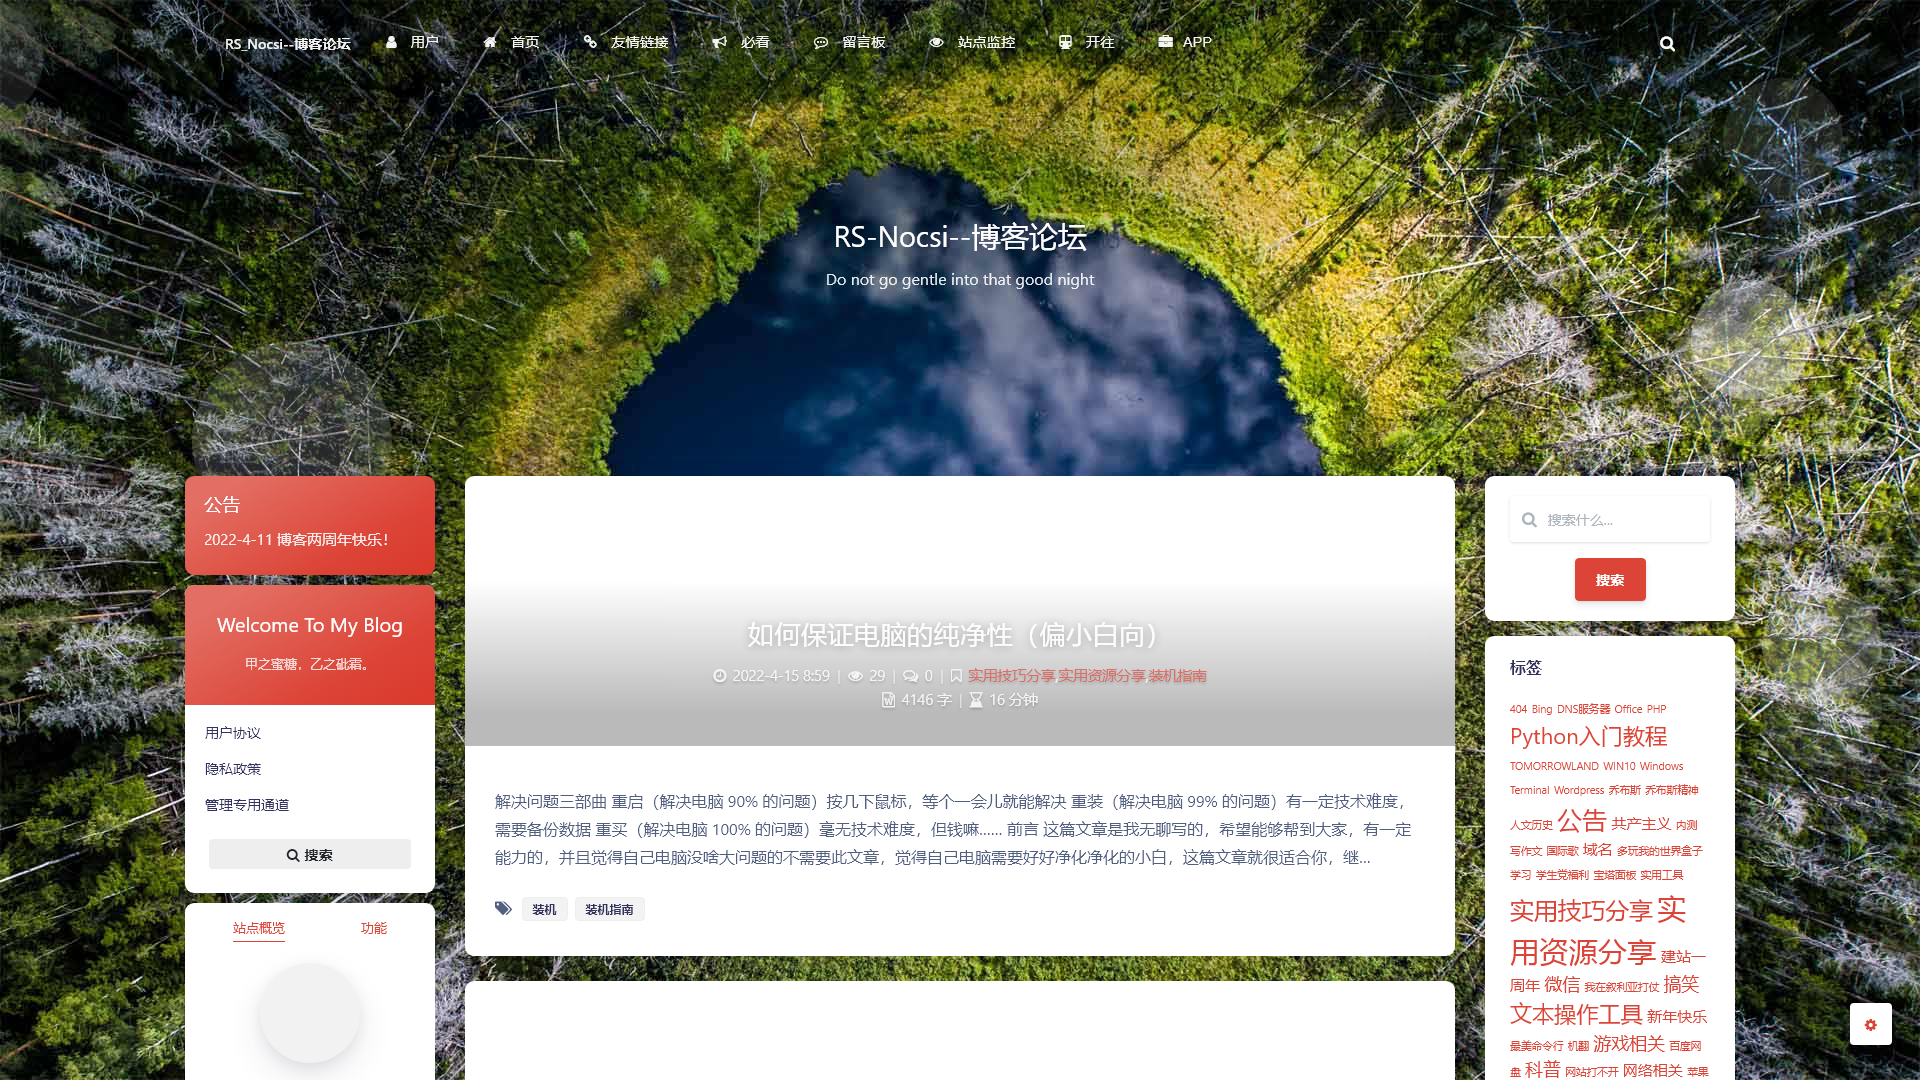 RS_Nocsi--博客论坛
用户
首页
友情链接
必看
留言板
站点监控
开往
APP
RS-Nocsi--博客论坛
Do not go gentle into that good night
公告
2022-4-11 博客两周年快乐！
Welcome To My Blog
甲之蜜糖，乙之砒霜。
用户协议
隐私政策
管理专用通道
搜索
站点概览 功能
如何保证电脑的纯净性（偏小白向）
2022-4-15 8:59 | 29 | 0 | 实用技巧分享,实用资源分享,装机指南
4146 字 | 16 分钟
解决问题三部曲 重启（解决电脑 90% 的问题）按几下鼠标，等个一会儿就能解决 重装（解决电脑 99% 的问题）有一定技术难度，
需要备份数据 重买（解决电脑 100% 的问题）毫无技术难度，但钱嘛…… 前言 这篇文章是我无聊写的，希望能够帮到大家，有一定
能力的，并且觉得自己电脑没啥大问题的不需要此文章，觉得自己电脑需要好好净化净化的小白，这篇文章就很适合你，继...
装机 装机指南
搜索什么...
搜索
标签
404 Bing DNS服务器 Office PHP
Python入门教程
TOMORROWLAND WIN10 Windows
Terminal Wordpress 乔布斯 乔布斯精神
人文历史 公告 共产主义 内测
写作文 国际歌 域名 多玩我的世界盒子
学习 学生党福利 宝塔面板 实用工具
实用技巧分享 实
用资源分享 建站一
周年 微信 我在叙利亚打仗 搞笑
文本操作工具 新年快乐
最美命令行 机翻 游戏相关 百度网
盘 科普 网站打不开 网络相关 苹果